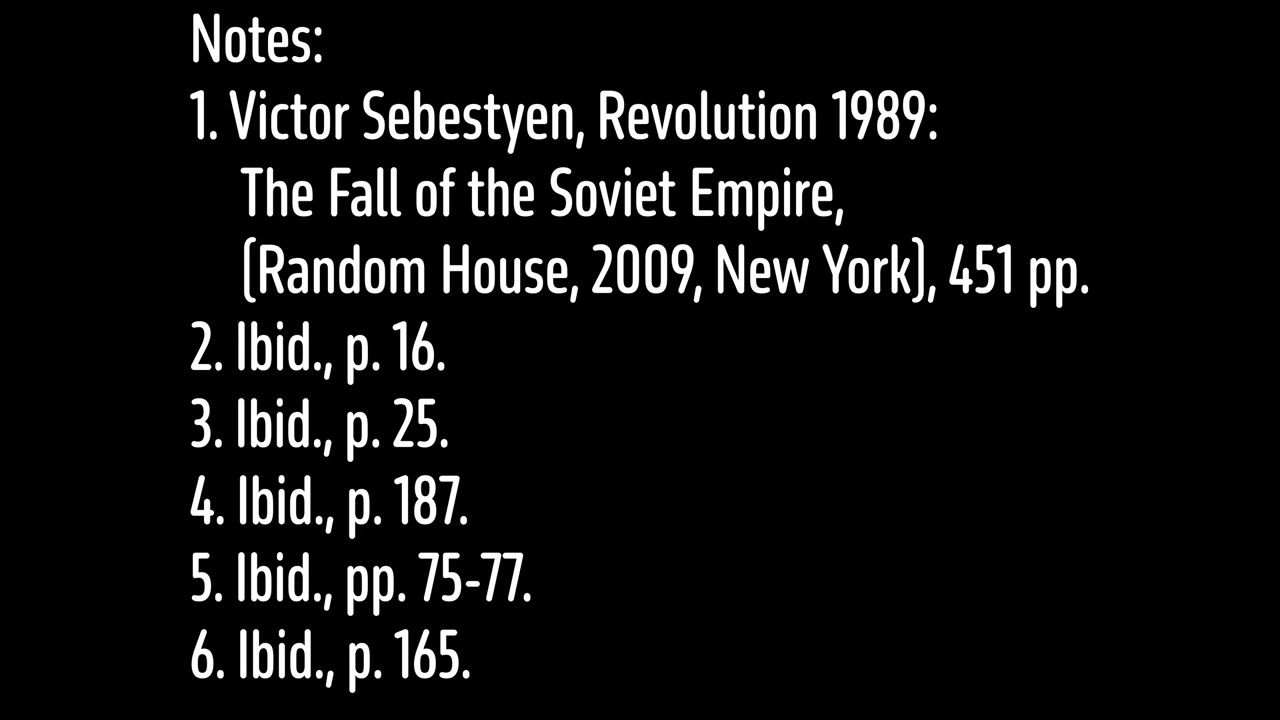 Notes:
1. Victor Sebestyen, Revolution 1989:
The Fall of the Soviet Empire,
(Random House, 2009, New York), 451 pp.
2. Ibid., p. 16.
3. Ibid., p. 25.
4. Ibid., p. 187.
5. Ibid., pp. 75-77.
6. Ibid., p. 165.